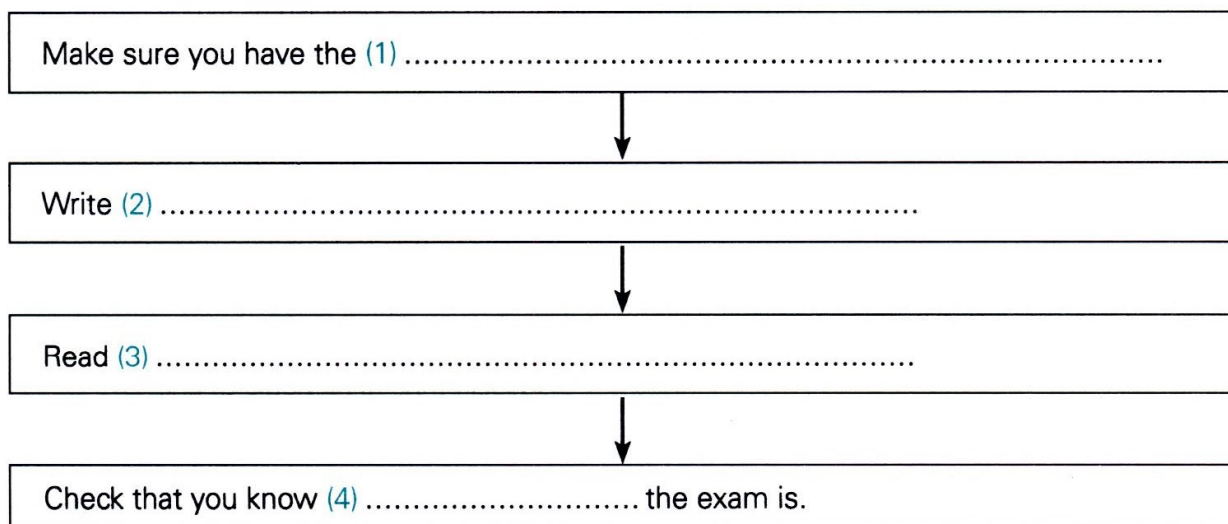 Make sure you have the (1) ..................................................................................
Write (2) ..................................................................................
Read (3) ..................................................................................
Check that you know (4) ............................. the exam is.